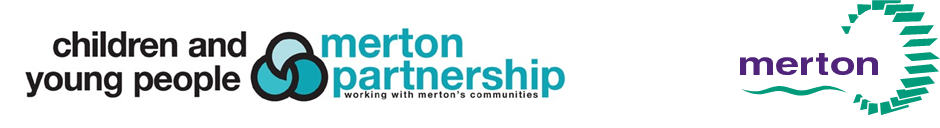 children and
young people
merton
partnership
working with merton's communities
merton